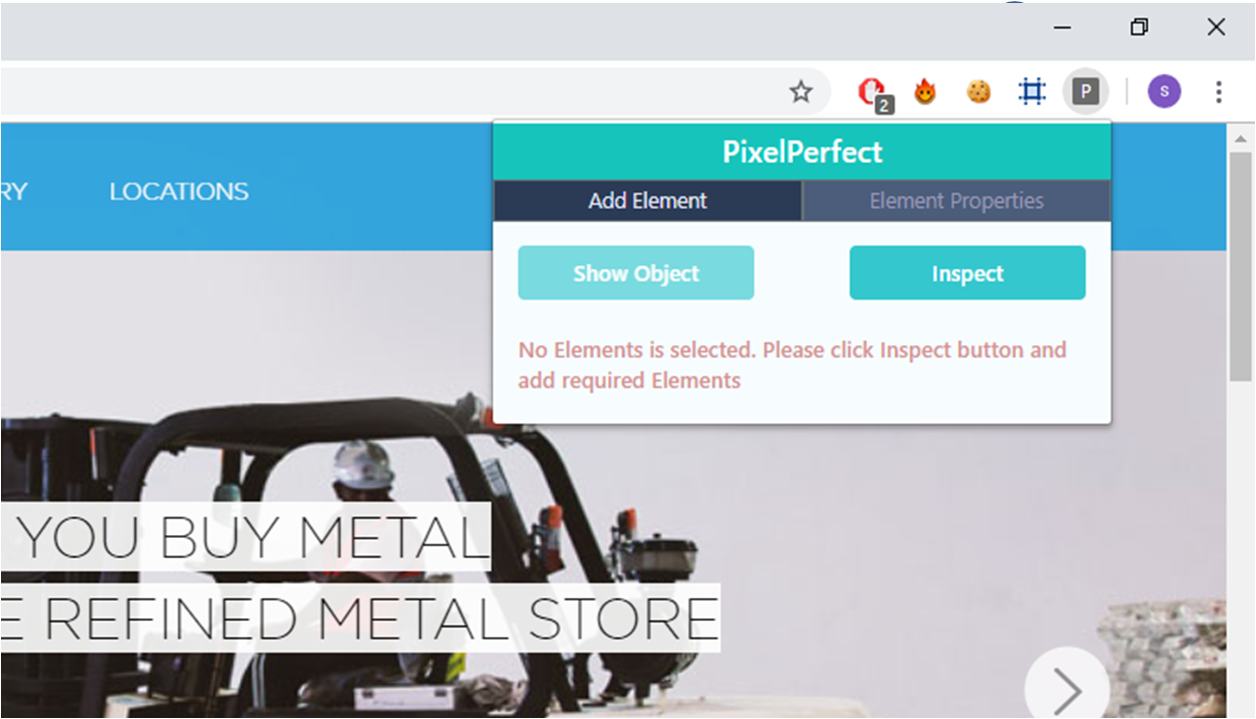 2
P
S
PixelPerfect
RY LOCATIONS
Add Element Element Properties
Show Object Inspect
No Elements is selected. Please click Inspect button and
add required Elements
YOU BUY METAL
E REFINED METAL STORE